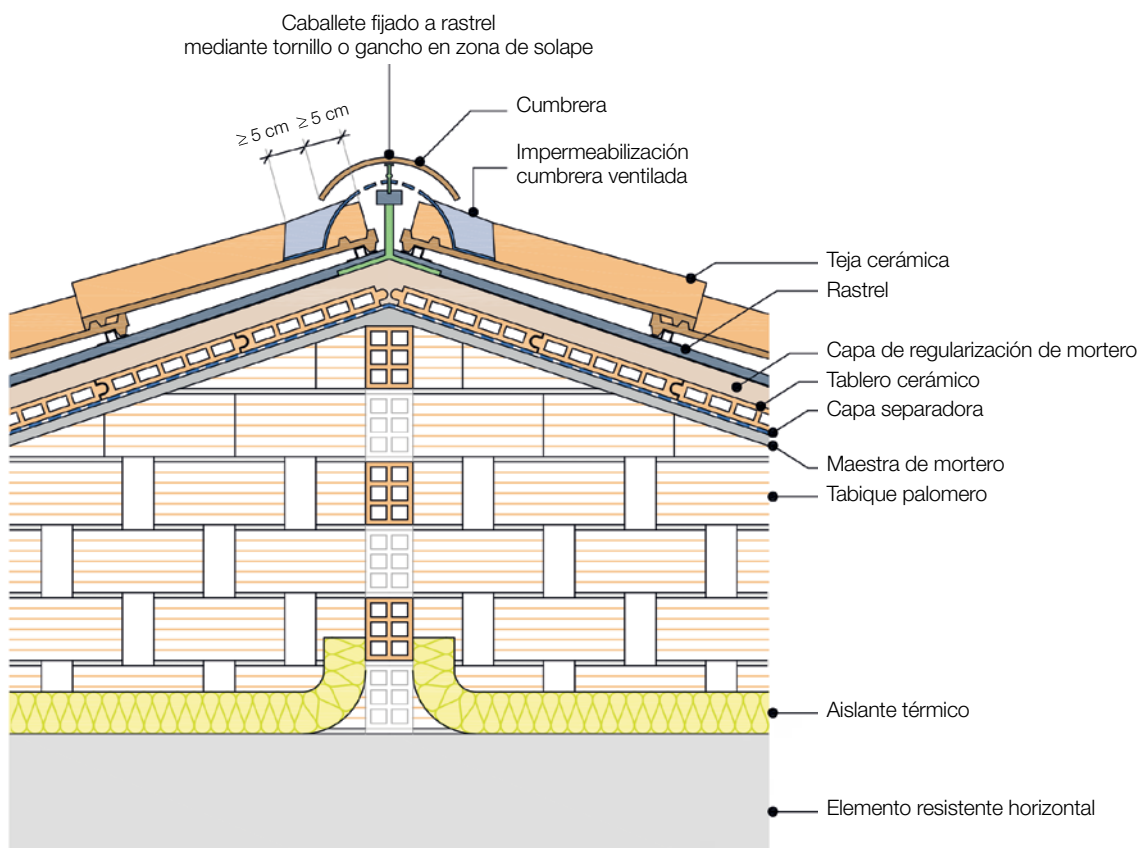 Caballete fijado a rastrel
mediante tornillo o gancho en zona de solape
≥ 5 cm ≥ 5 cm
Cumbrera
Impermeabilización
cumbrera ventilada
Teja cerámica
Rastrel
Capa de regularización de mortero
Tablero cerámico
Capa separadora
Maestra de mortero
Tabique palomero
Aislante térmico
Elemento resistente horizontal